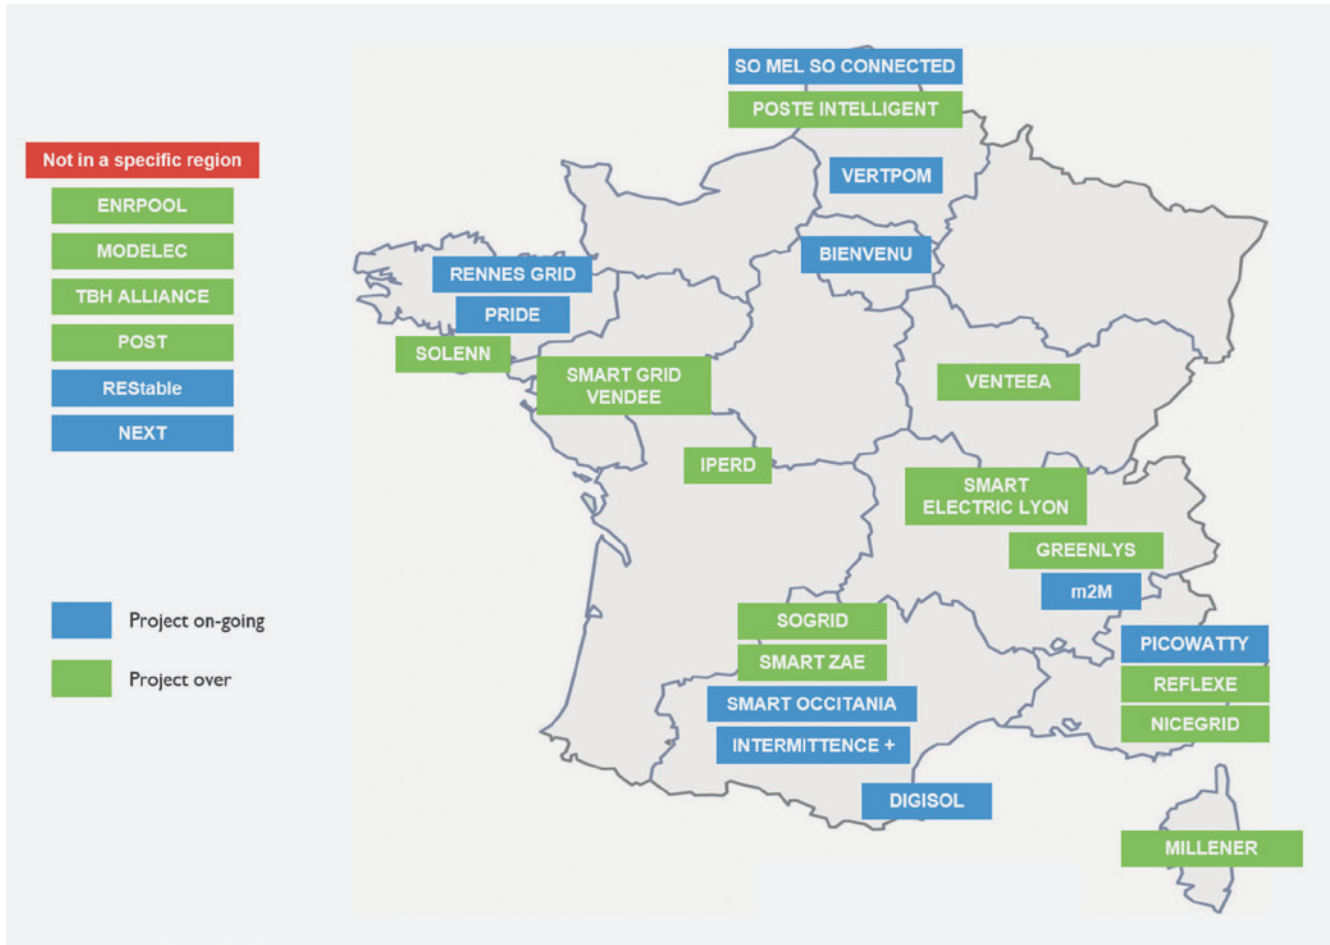 SO MEL SO CONNECTED
POSTE INTELLIGENT
Not in a specific region
VERTPOM
ENRPOOL
MODELEC
BIENVENU
RENNES GRID
TBH ALLIANCE
PRIDE
POST
SOLENN
SMART GRID
VENDEE
VENTEEA
REStable
NEXT
IPERD
SMART
ELECTRIC LYON
GREENLYS
m2M
Project on-going
SOGRID
PICOWATTY
SMART ZAE
Project over
REFLEXE
SMART OCCITANIA
NICEGRID
INTERMITTENCE +
DIGISOL
MILLENER